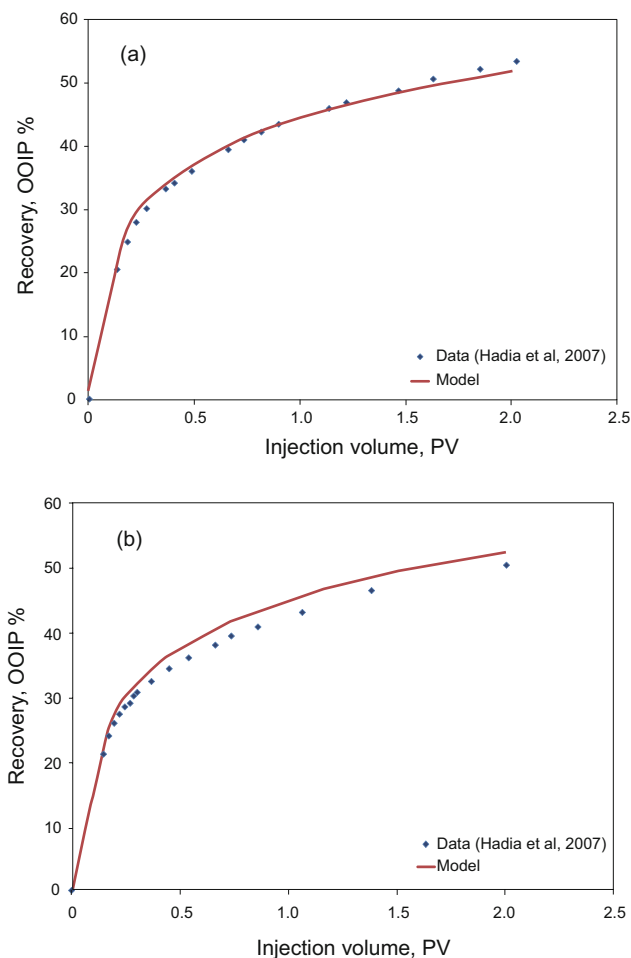 60
(a)
50
40
30
20
10
0
Recovery, OOIP %
Data (Hadia et al, 2007)
Model
0 0.5 1.0 1.5 2.0 2.5
Injection volume, PV
60
(b)
50
40
30
20
10
0
Recovery, OOIP %
Data (Hadia et al, 2007)
Model
0 0.5 1.0 1.5 2.0 2.5
Injection volume, PV